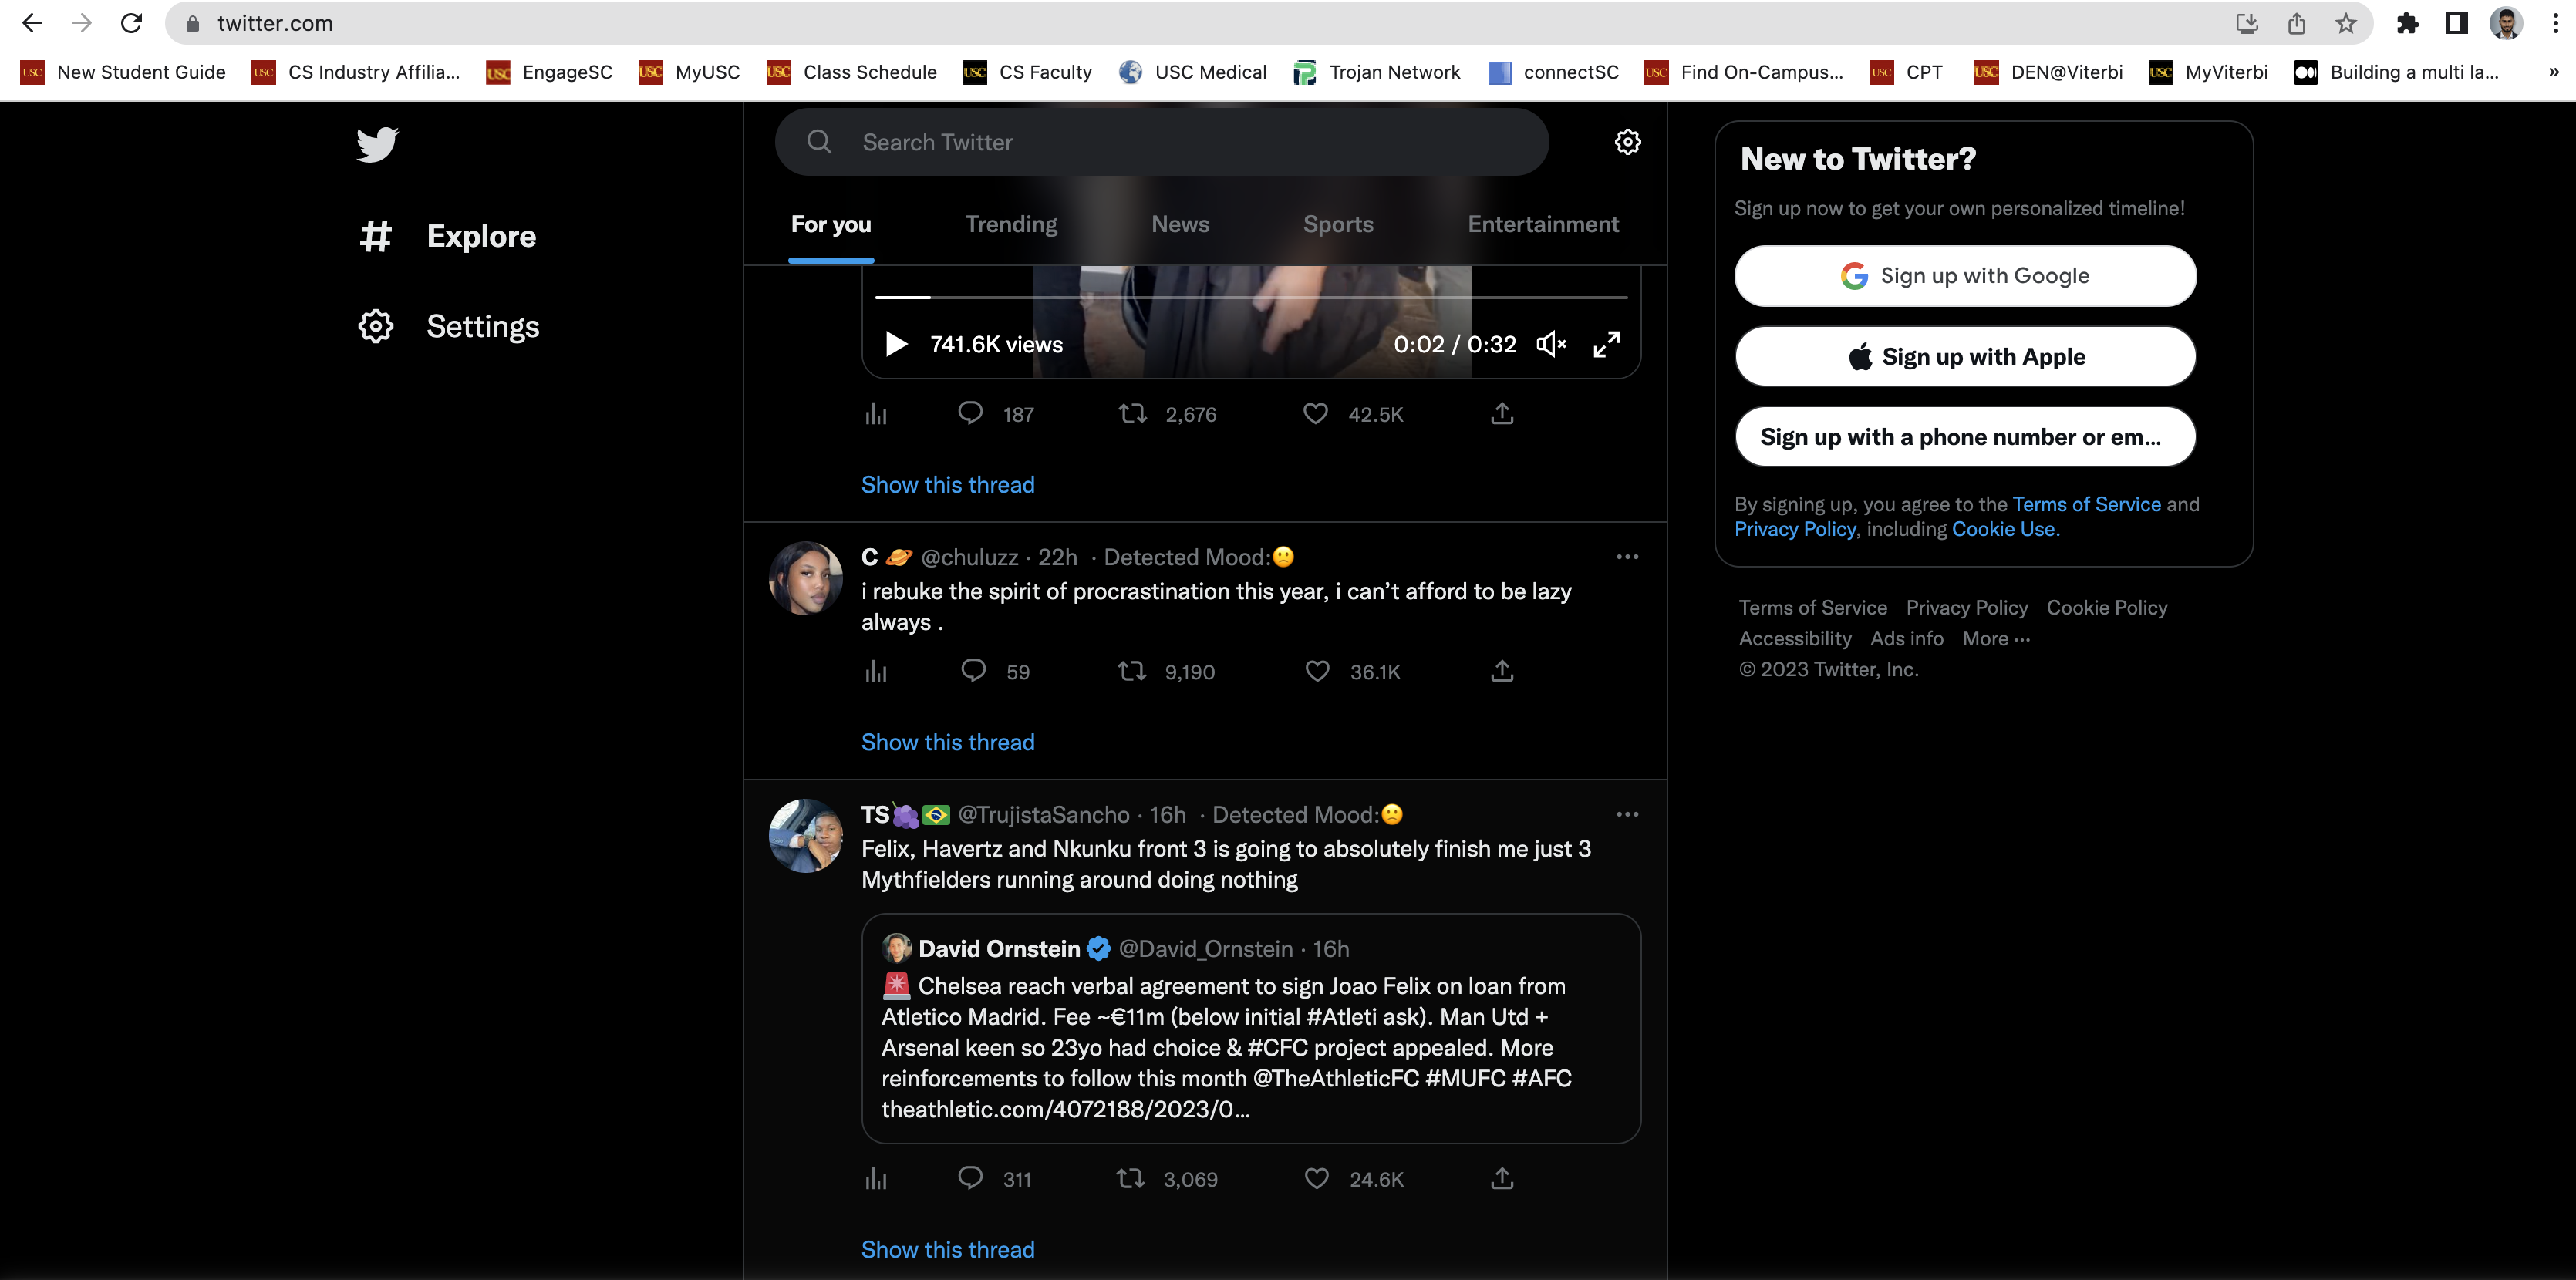 twitter.com
USC New Student Guide USC CS Industry Affilia... USC EngageSC USC MyUSC USC Class Schedule USC CS Faculty USC Medical Trojan Network connectSC USC Find On-Campus... USC CPT USC DEN@Viterbi USC MyViterbi Building a multi la... »
Explore
Settings
Search Twitter
For you Trending News Sports Entertainment
741.6K views 0:02 / 0:32
187 2,676 42.5K
Show this thread
C 🪐 @chuluzz · 22h · Detected Mood:🙁
i rebuke the spirit of procrastination this year, i can’t afford to be lazy
always .
59 9,190 36.1K
Show this thread
TS🍇🇧🇷 @TrujistaSancho · 16h · Detected Mood:🙁
Felix, Havertz and Nkunku front 3 is going to absolutely finish me just 3
Mythfielders running around doing nothing
David Ornstein @David_Ornstein · 16h
🚨 Chelsea reach verbal agreement to sign Joao Felix on loan from
Atletico Madrid. Fee ~€11m (below initial #Atleti ask). Man Utd +
Arsenal keen so 23yo had choice & #CFC project appealed. More
reinforcements to follow this month @TheAthleticFC #MUFC #AFC
theathletic.com/4072188/2023/0...
311 3,069 24.6K
Show this thread
New to Twitter?
Sign up now to get your own personalized timeline!
Sign up with Google
Sign up with Apple
Sign up with a phone number or em...
By signing up, you agree to the Terms of Service and
Privacy Policy, including Cookie Use.
Terms of Service Privacy Policy Cookie Policy
Accessibility Ads info More ···
© 2023 Twitter, Inc.